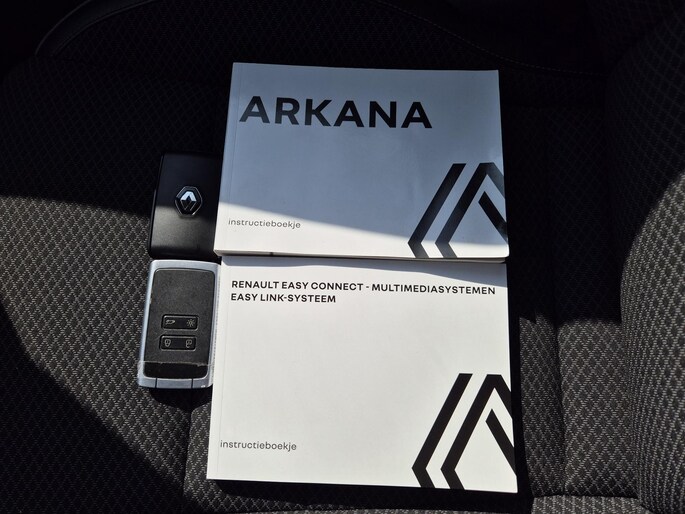 ARKANA
instructieboekje
RENAULT EASY CONNECT - MULTIMEDIASYSTEMEN
EASY LINK-SYSTEEM
instructieboekje